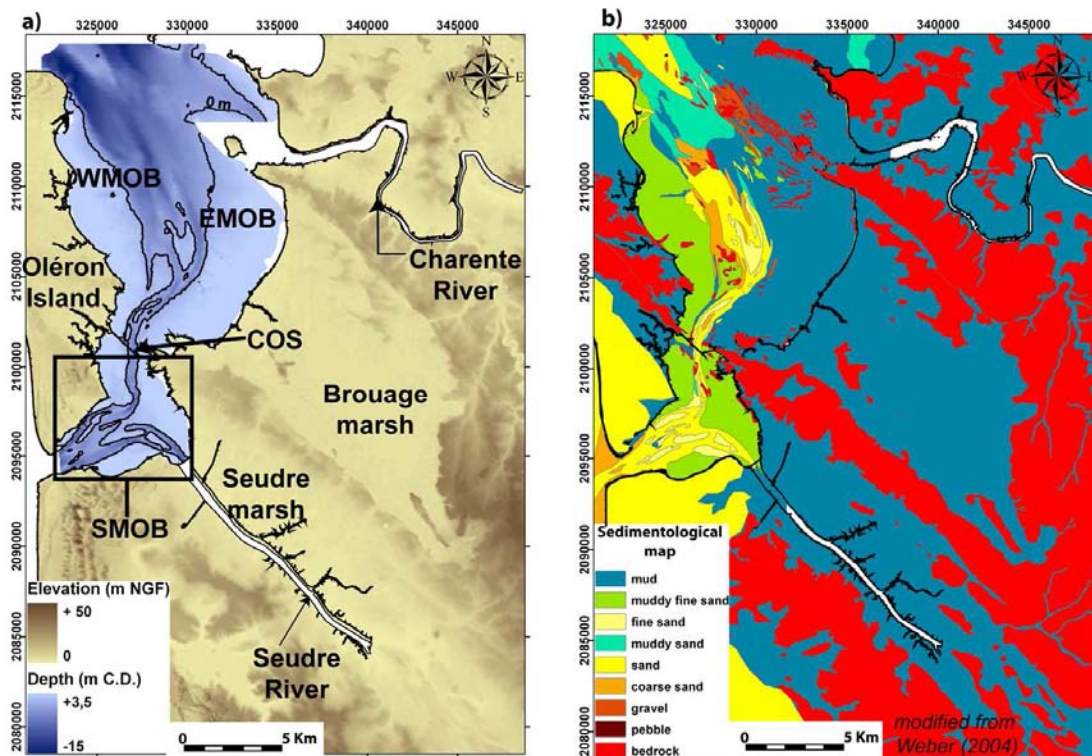 a)
325000
330000
335000
340000
345000
2115000
2110000
2105000
2100000
2095000
2090000
2085000
2080000
N
W
E
S
0 m
WMOB
EMOB
Oléron
Island
Charente
River
COS
Brouage
marsh
Seudre
marsh
SMOB
Seudre
River
Elevation (m NGF)
+ 50
0
Depth (m C.D.)
+3,5
-15
0
5 Km
b)
325000
330000
335000
340000
345000
2115000
2110000
2105000
2100000
2095000
2090000
2085000
2080000
N
W
E
S
Sedimentological
map
mud
muddy fine sand
fine sand
muddy sand
sand
coarse sand
gravel
pebble
bedrock
0
5 Km
modified from
Weber (2004)